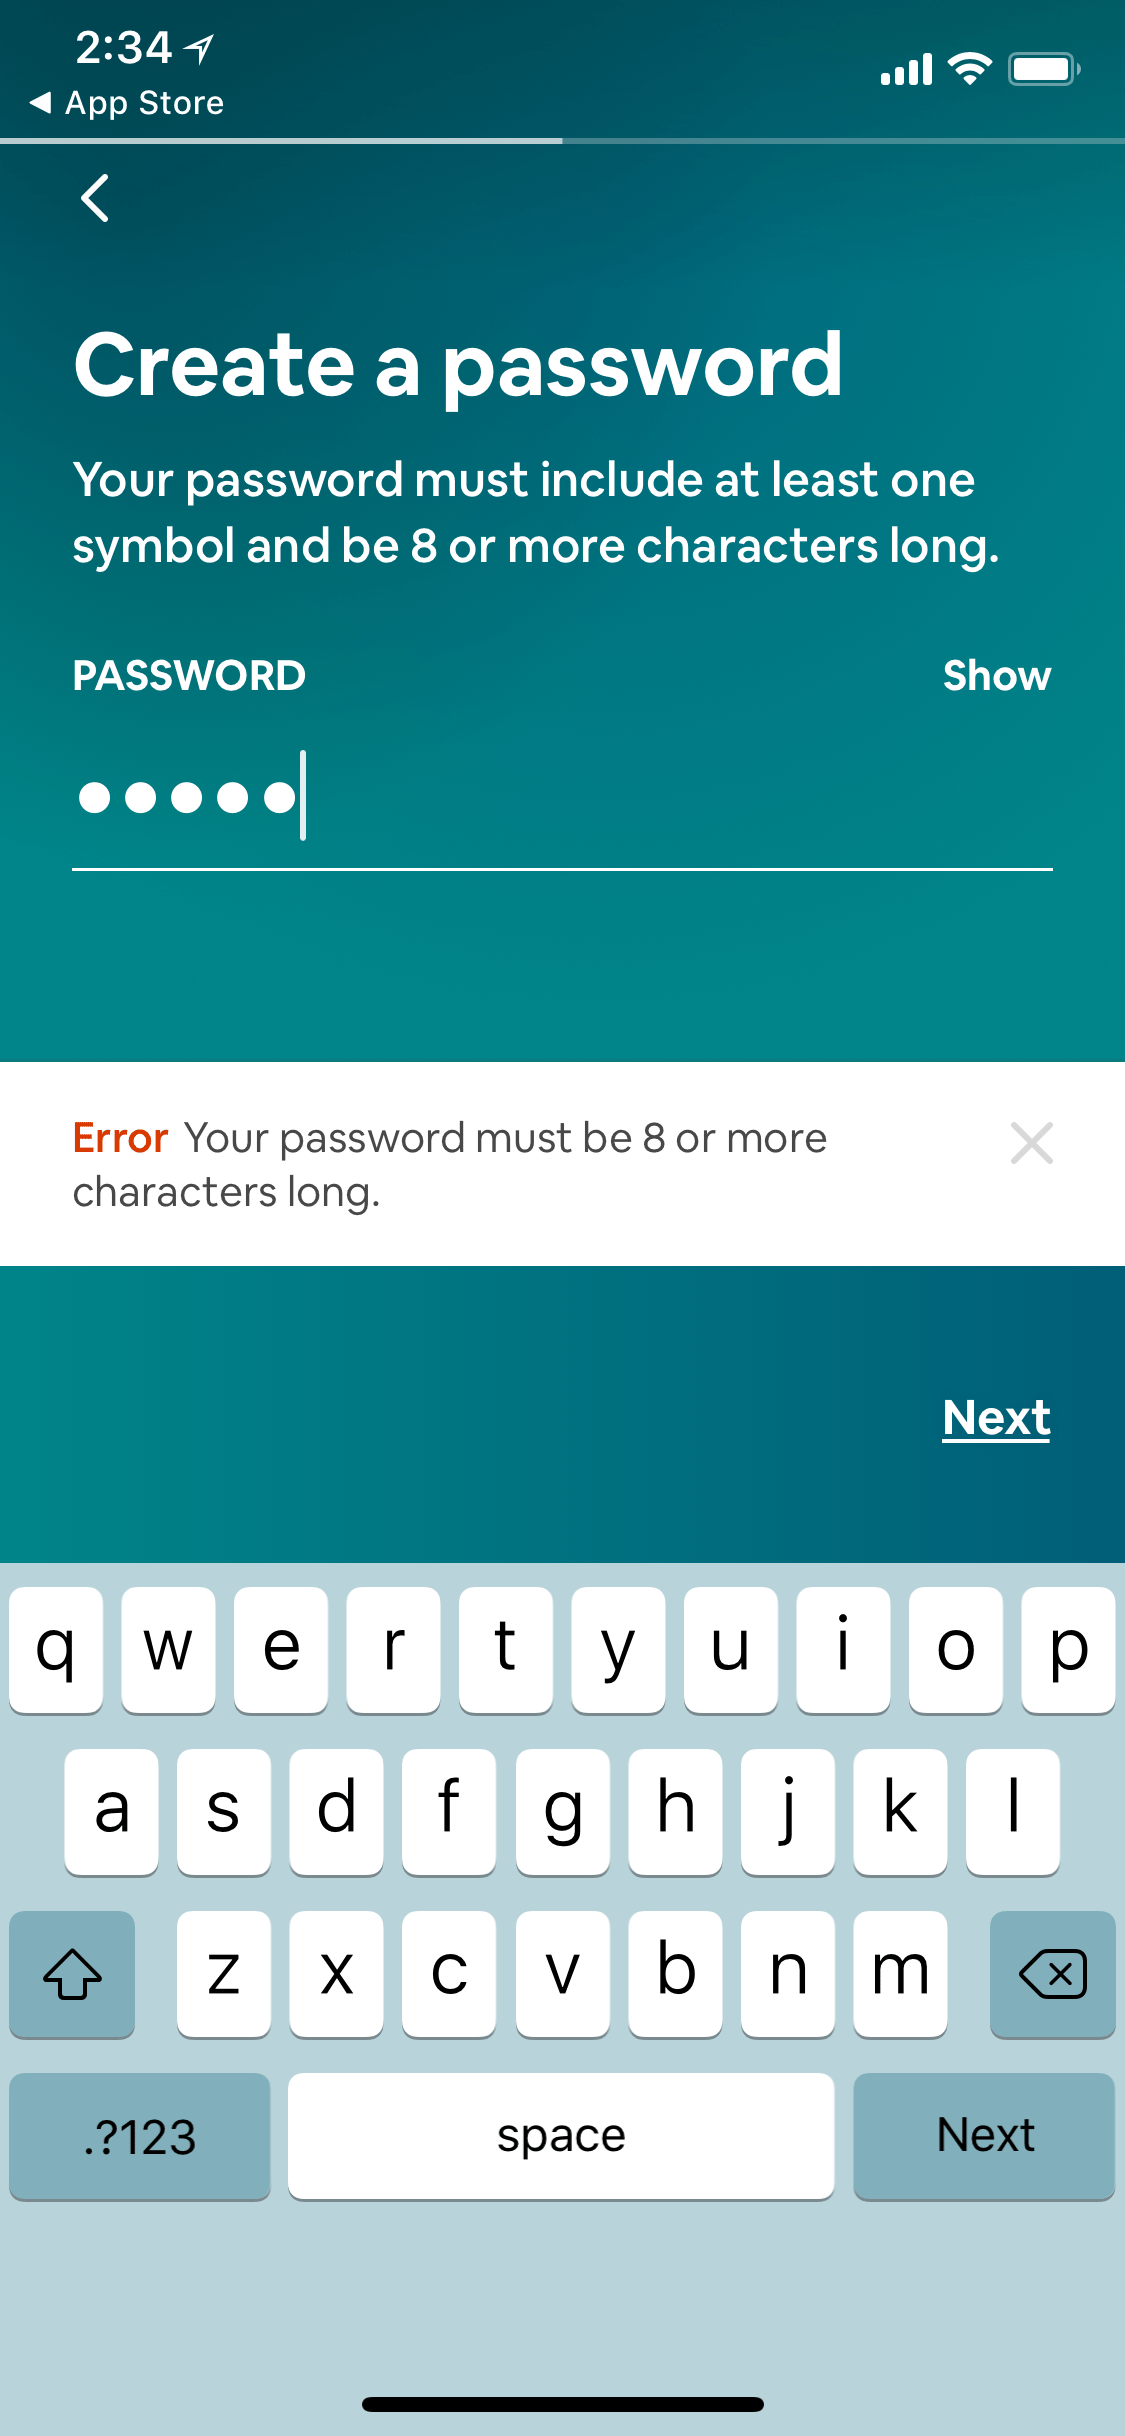 2:34
App Store
Create a password
Your password must include at least one
symbol and be 8 or more characters long.
PASSWORD
Show
Error Your password must be 8 or more
characters long.
Next
q w e r t y u i o p
a s d f g h j k l
z x c v b n m
.?123 space Next